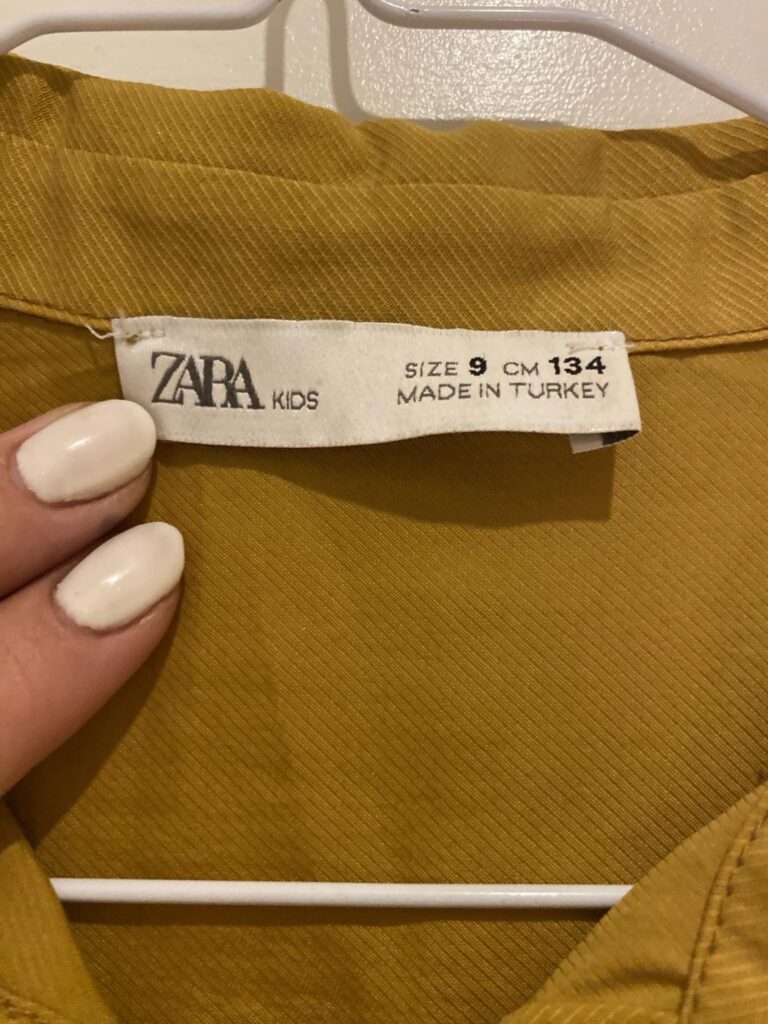 ZARA KIDS
SIZE 9 CM 134
MADE IN TURKEY